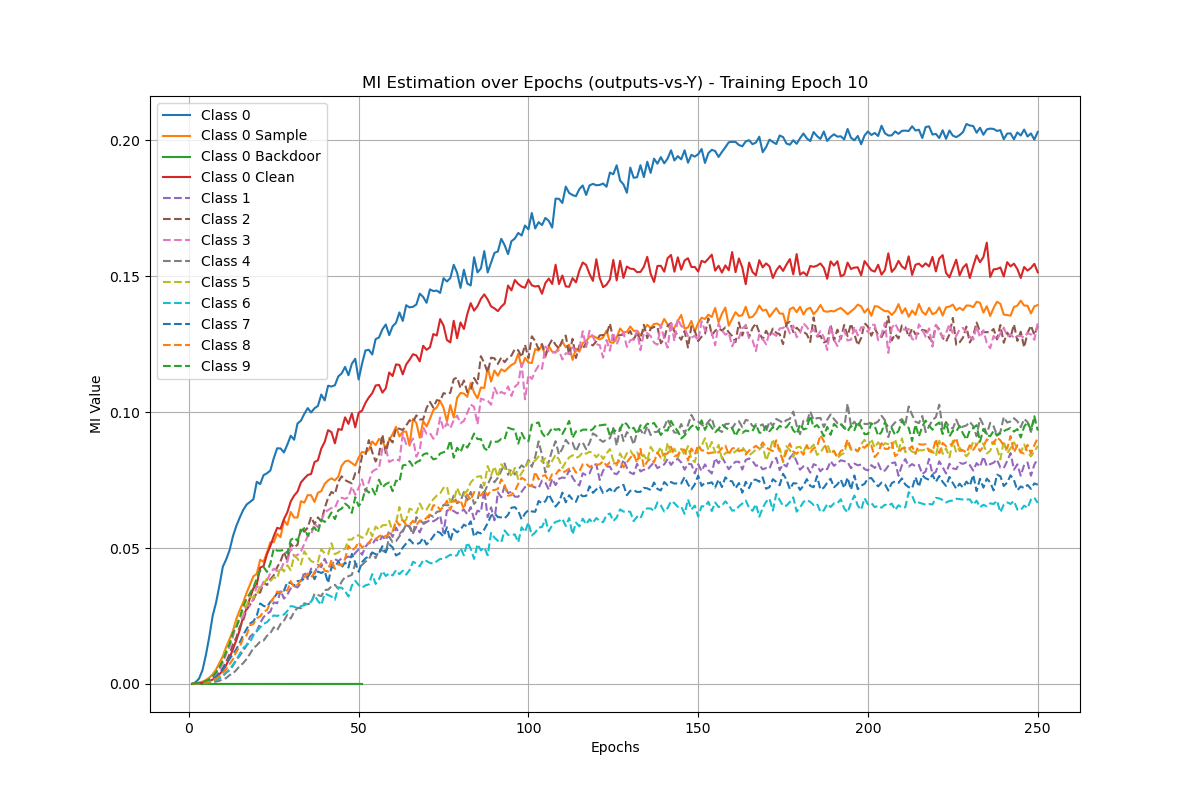 MI Estimation over Epochs (outputs-vs-Y) - Training Epoch 10
Class 0
Class 0 Sample
Class 0 Backdoor
Class 0 Clean
Class 1
Class 2
Class 3
Class 4
Class 5
Class 6
Class 7
Class 8
Class 9
MI Value
0.20
0.15
0.10
0.05
0.00
0 50 100 150 200 250
Epochs